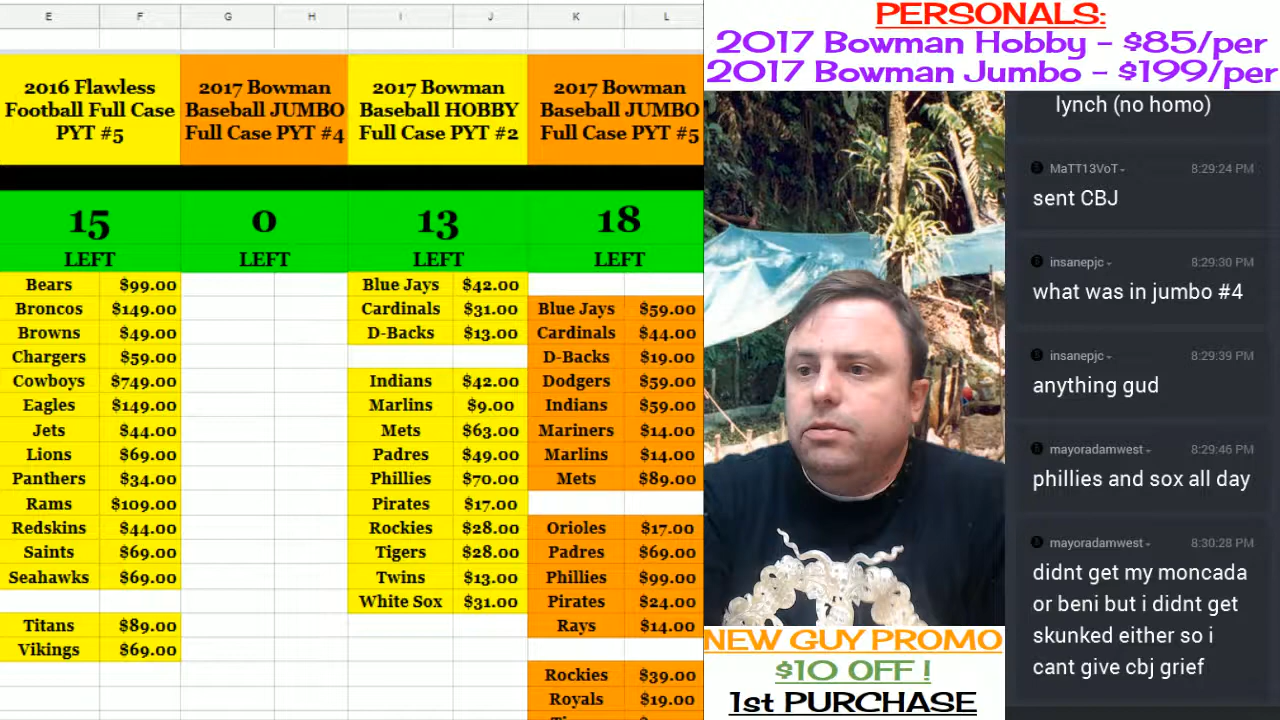 E F G H I J K L
2016 Flawless
Football Full Case
PYT #5
2017 Bowman
Baseball JUMBO
Full Case PYT #4
2017 Bowman
Baseball HOBBY
Full Case PYT #2
2017 Bowman
Baseball JUMBO
Full Case PYT #5
15 0 13 18
LEFT LEFT LEFT LEFT
Bears $99.00 Blue Jays $42.00
Broncos $149.00 Cardinals $31.00 Blue Jays $59.00
Browns $49.00 D-Backs $13.00 Cardinals $44.00
Chargers $59.00 D-Backs $19.00
Cowboys $749.00 Indians $42.00 Dodgers $59.00
Eagles $149.00 Marlins $9.00 Indians $59.00
Jets $44.00 Mets $63.00 Mariners $14.00
Lions $69.00 Padres $49.00 Marlins $14.00
Panthers $34.00 Phillies $70.00 Mets $89.00
Rams $109.00 Pirates $17.00
Redskins $44.00 Rockies $28.00 Orioles $17.00
Saints $69.00 Tigers $28.00 Padres $69.00
Seahawks $69.00 Twins $13.00 Phillies $99.00
White Sox $31.00 Pirates $24.00
Titans $89.00 Rays $14.00
Vikings $69.00
Rockies $39.00
Royals $19.00
PERSONALS:
2017 Bowman Hobby - $85/per
2017 Bowman Jumbo - $199/per
lynch (no homo)
MaTT13VoT 8:29:24 PM
sent CBJ
insanepjc 8:29:30 PM
what was in jumbo #4
insanepjc 8:29:39 PM
anything gud
mayoradamwest 8:29:46 PM
phillies and sox all day
mayoradamwest 8:30:28 PM
didnt get my moncada
or beni but i didnt get
skunked either so i
cant give cbj grief
NEW GUY PROMO
$10 OFF !
1st PURCHASE